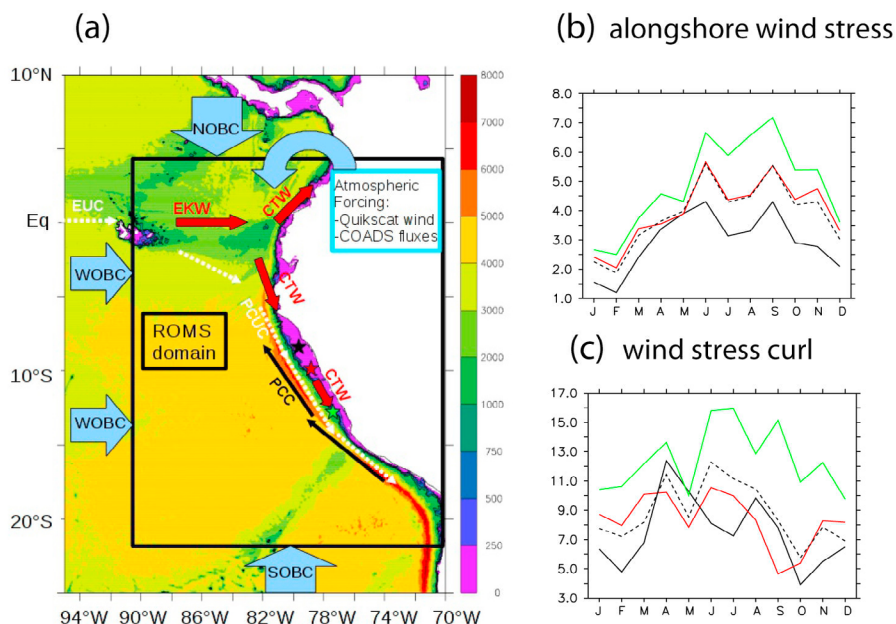 (a)
10°N
Eq
10°S
20°S
94°W 90°W 86°W 82°W 78°W 74°W 70°W
NOBC
EUC
EKW
CTW
WOBC
Atmospheric
Forcing:
-Quikscat wind
-COADS fluxes
CTW
PCUC
ROMS
domain
PCC
CTW
WOBC
SOBC
8000
7000
6000
5000
4000
3000
2000
1000
750
500
250
0
(b) alongshore wind stress
8.0
7.0
6.0
5.0
4.0
3.0
2.0
1.0
J F M A M J J A S O N D
(c) wind stress curl
17.0
15.0
13.0
11.0
9.0
7.0
5.0
3.0
J F M A M J J A S O N D